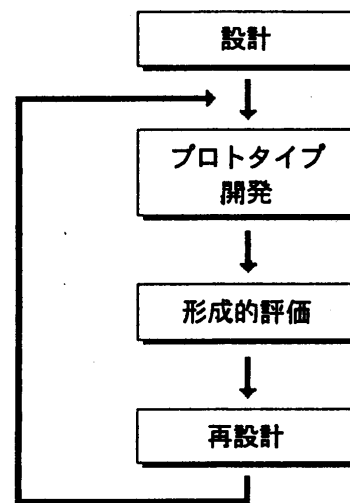 設計
プロトタイプ
開発
形成的評価
再設計